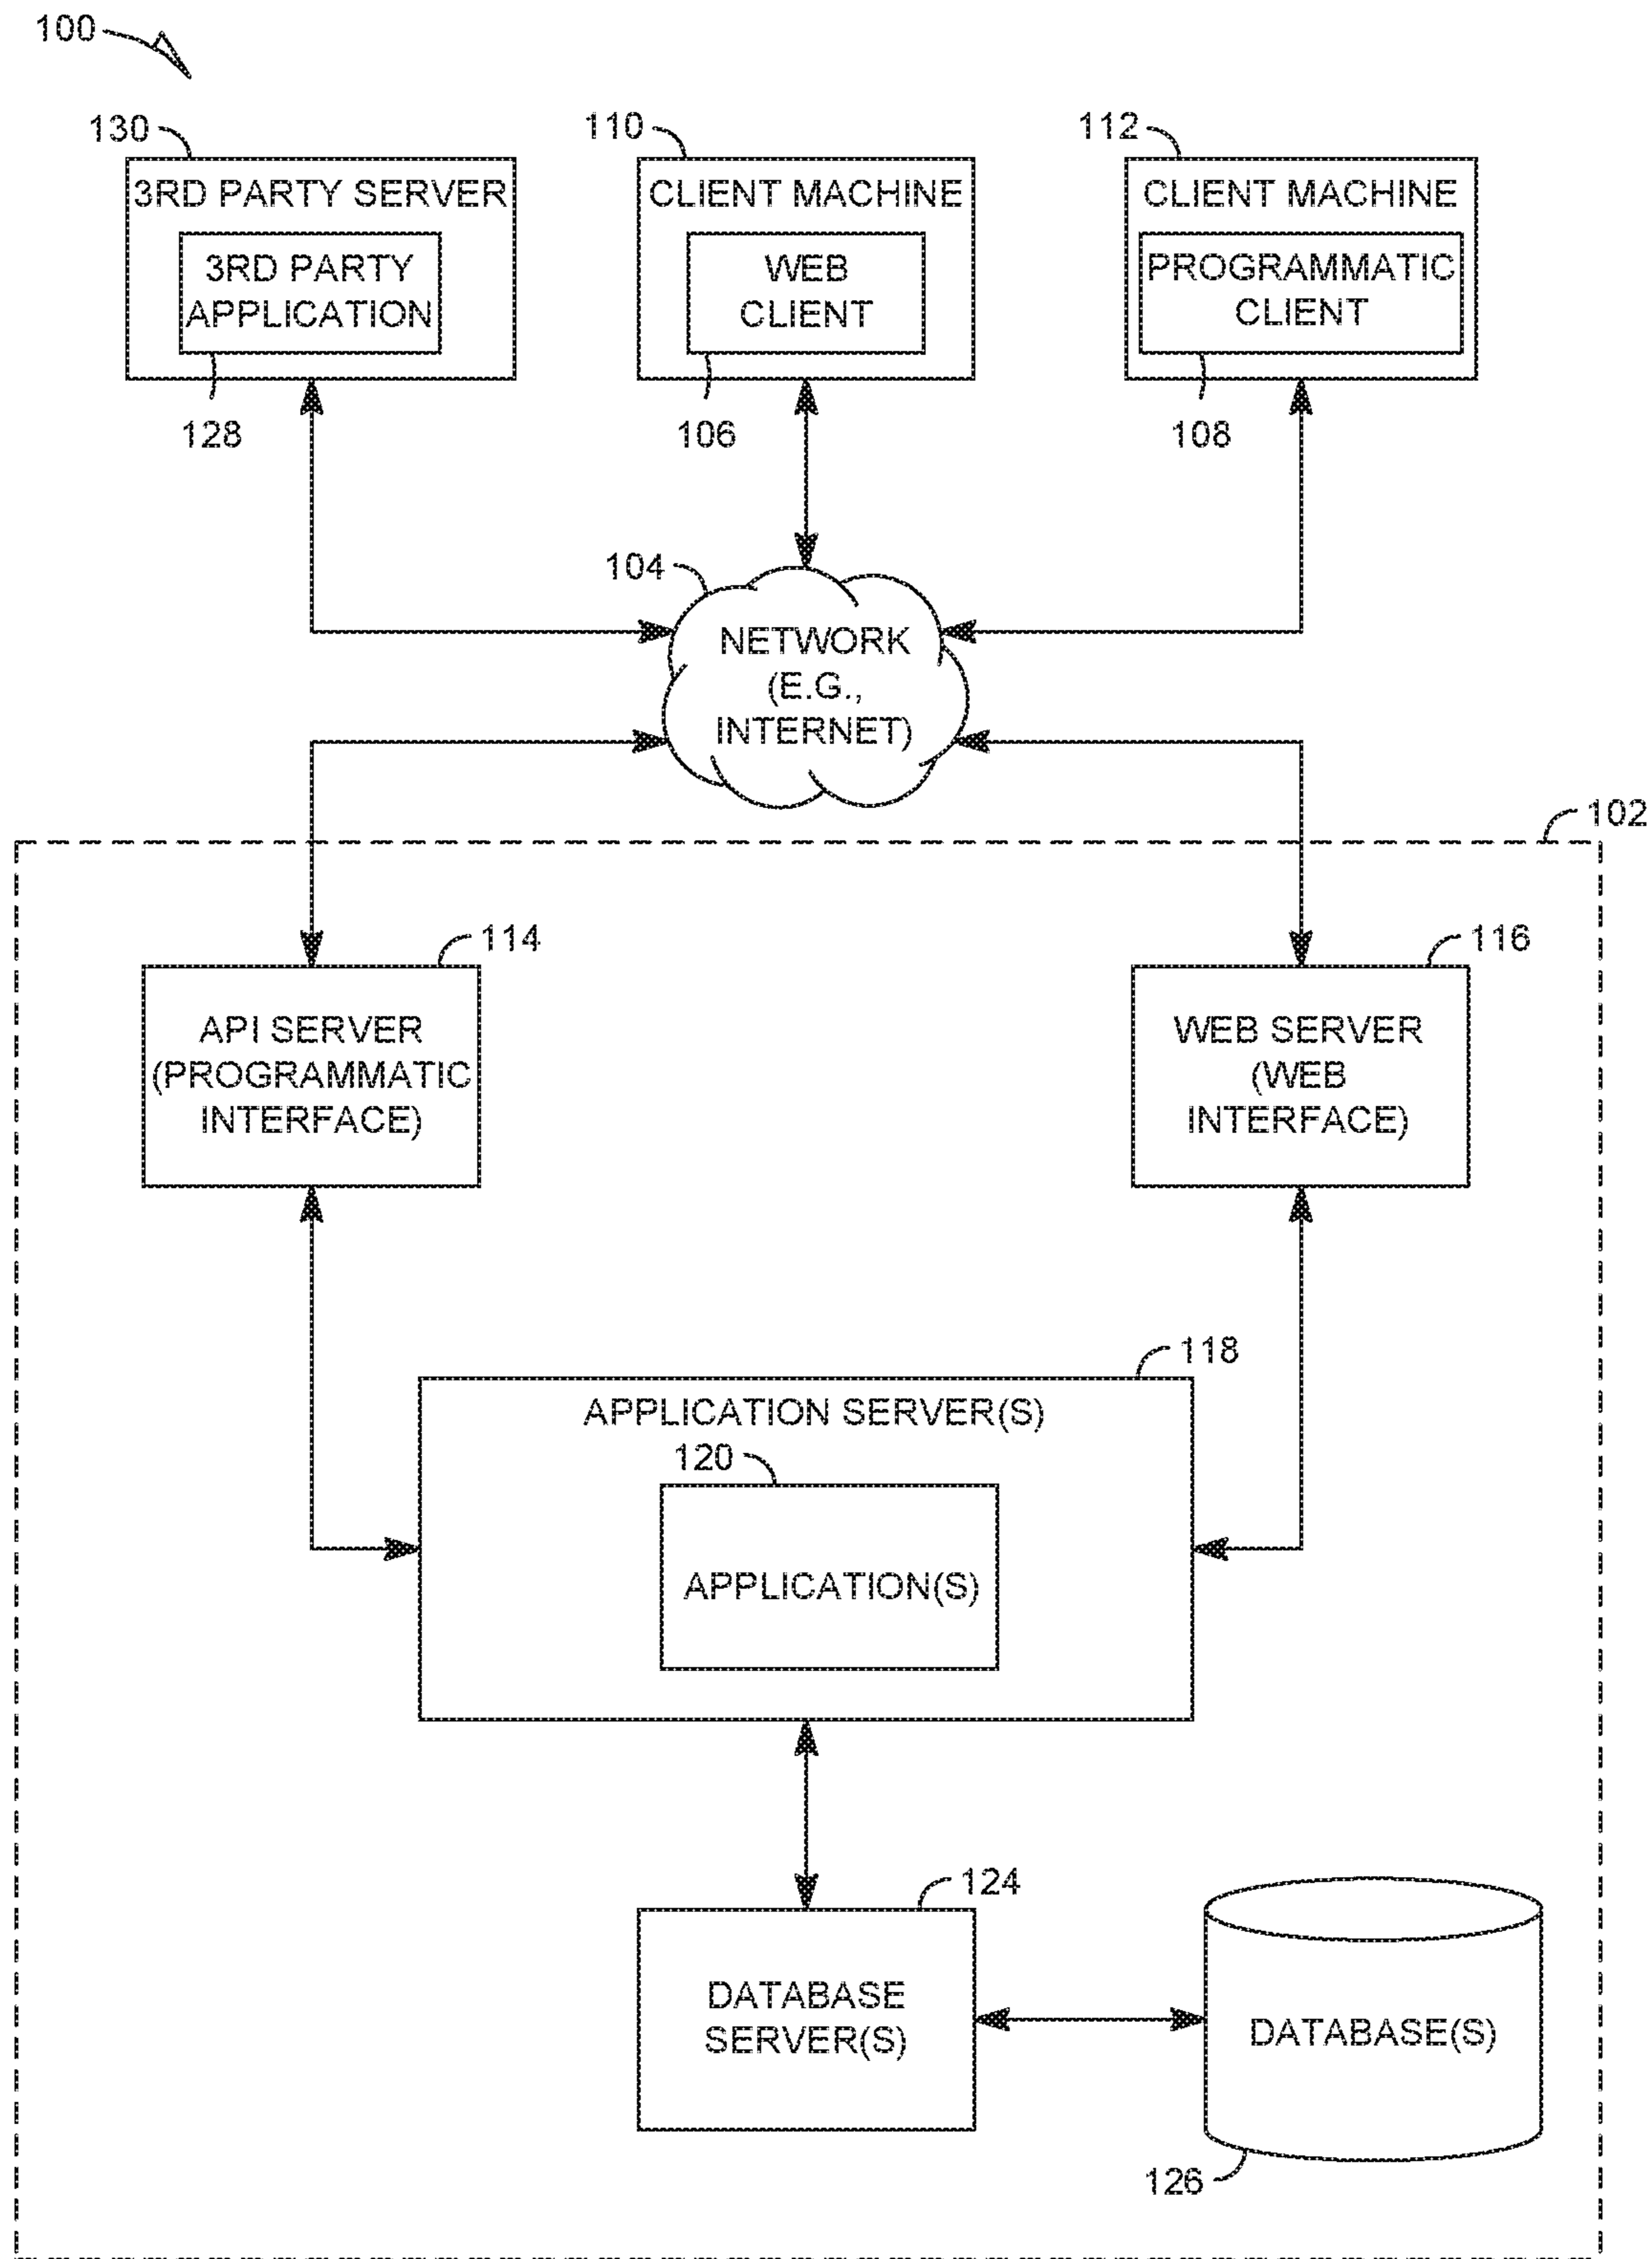 100
130
110
112
3RD PARTY SERVER
3RD PARTY
APPLICATION
CLIENT MACHINE
WEB
CLIENT
CLIENT MACHINE
PROGRAMMATIC
CLIENT
128
106
108
104
NETWORK
(E.G.,
INTERNET)
102
114
116
API SERVER
(PROGRAMMATIC
INTERFACE)
WEB SERVER
(WEB
INTERFACE)
118
APPLICATION SERVER(S)
120
APPLICATION(S)
124
DATABASE
SERVER(S)
DATABASE(S)
126